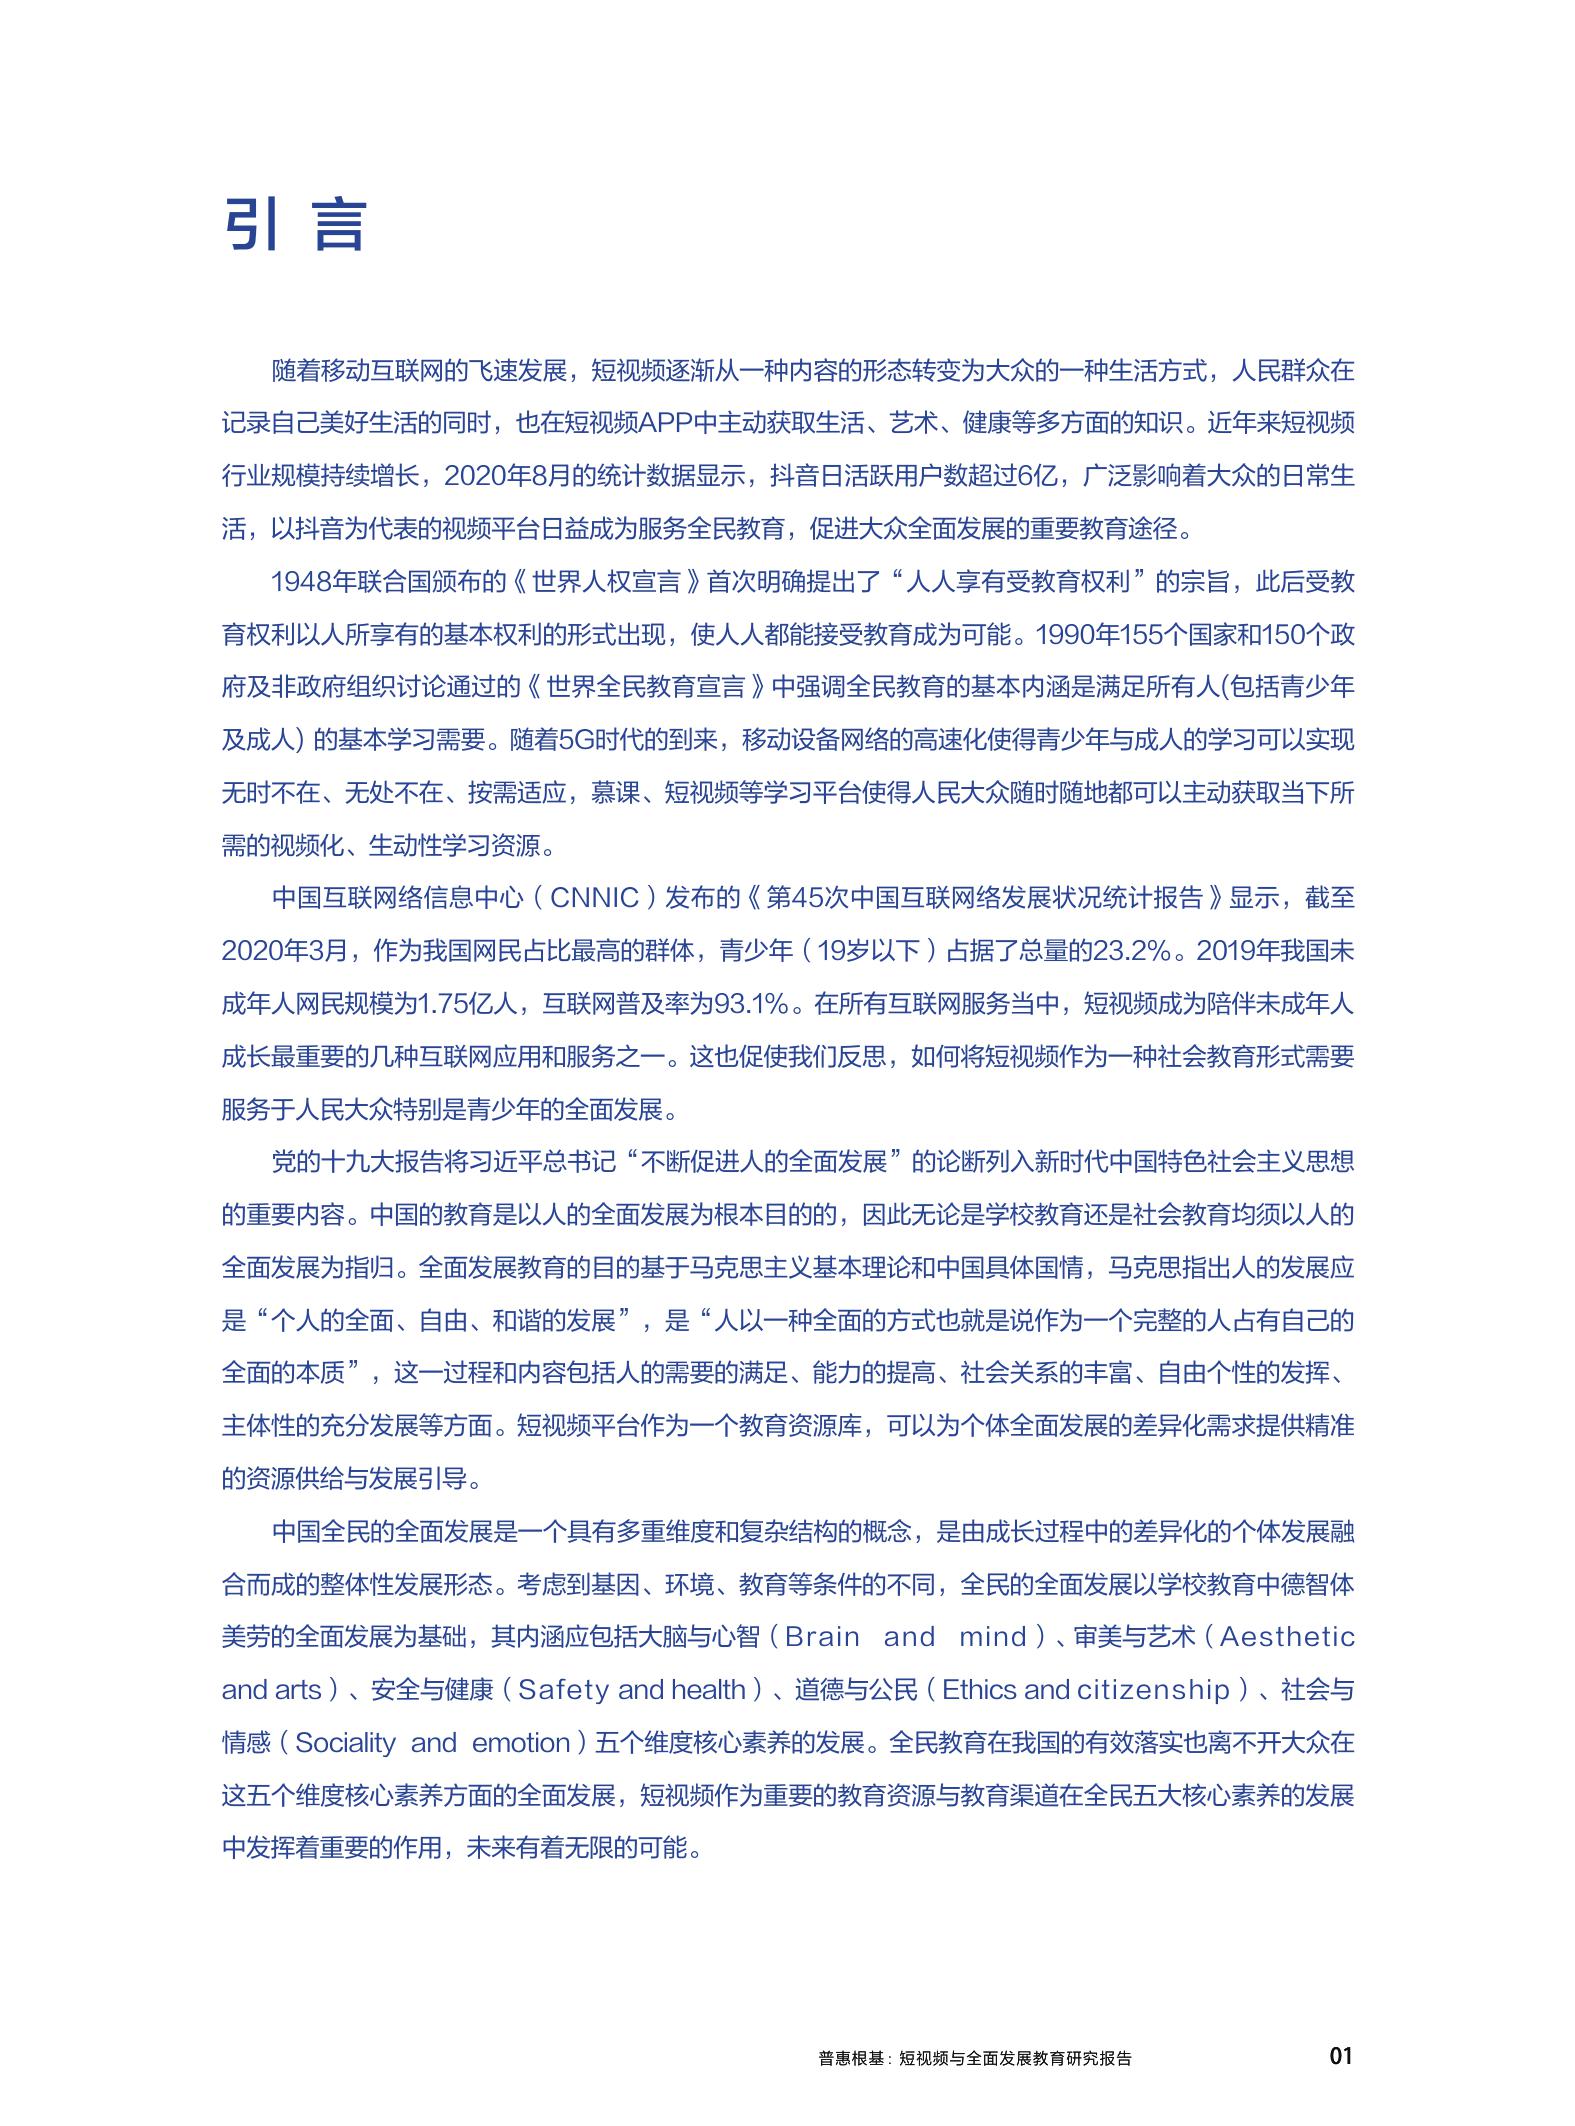 引 言
随着移动互联网的飞速发展，短视频逐渐从一种内容的形态转变为大众的一种生活方式，人民群众在
记录自己美好生活的同时，也在短视频APP中主动获取生活、艺术、健康等多方面的知识。近年来短视频
行业规模持续增长，2020年8月的统计数据显示，抖音日活跃用户数超过6亿，广泛影响着大众的日常生
活，以抖音为代表的视频平台日益成为服务全民教育，促进大众全面发展的重要教育途径。
1948年联合国颁布的《世界人权宣言》首次明确提出了“人人享有受教育权利”的宗旨，此后受教
育权利以人所享有的基本权利的形式出现，使人人都能接受教育成为可能。1990年155个国家和150个政
府及非政府组织讨论通过的《世界全民教育宣言》中强调全民教育的基本内涵是满足所有人(包括青少年
及成人) 的基本学习需要。随着5G时代的到来，移动设备网络的高速化使得青少年与成人的学习可以实现
无时不在、无处不在、按需适应，慕课、短视频等学习平台使得人民大众随时随地都可以主动获取当下所
需的视频化、生动性学习资源。
中国互联网络信息中心（CNNIC）发布的《第45次中国互联网络发展状况统计报告》显示，截至
2020年3月，作为我国网民占比最高的群体，青少年（19岁以下）占据了总量的23.2%。2019年我国未
成年人网民规模为1.75亿人，互联网普及率为93.1%。在所有互联网服务当中，短视频成为陪伴未成年人
成长最重要的几种互联网应用和服务之一。这也促使我们反思，如何将短视频作为一种社会教育形式需要
服务于人民大众特别是青少年的全面发展。
党的十九大报告将习近平总书记“不断促进人的全面发展”的论断列入新时代中国特色社会主义思想
的重要内容。中国的教育是以人的全面发展为根本目的的，因此无论是学校教育还是社会教育均须以人的
全面发展为指归。全面发展教育的目的基于马克思主义基本理论和中国具体国情，马克思指出人的发展应
是“个人的全面、自由、和谐的发展”，是“人以一种全面的方式也就是说作为一个完整的人占有自己的
全面的本质”，这一过程和内容包括人的需要的满足、能力的提高、社会关系的丰富、自由个性的发挥、
主体性的充分发展等方面。短视频平台作为一个教育资源库，可以为个体全面发展的差异化需求提供精准
的资源供给与发展引导。
中国全民的全面发展是一个具有多重维度和复杂结构的概念，是由成长过程中的差异化的个体发展融
合而成的整体性发展形态。考虑到基因、环境、教育等条件的不同，全民的全面发展以学校教育中德智体
美劳的全面发展为基础，其内涵应包括大脑与心智（Brain and mind）、审美与艺术（Aesthetic
and arts）、安全与健康（Safety and health）、道德与公民（Ethics and citizenship）、社会与
情感（Sociality and emotion）五个维度核心素养的发展。全民教育在我国的有效落实也离不开大众在
这五个维度核心素养方面的全面发展，短视频作为重要的教育资源与教育渠道在全民五大核心素养的发展
中发挥着重要的作用，未来有着无限的可能。
普惠根基：短视频与全面发展教育研究报告 01